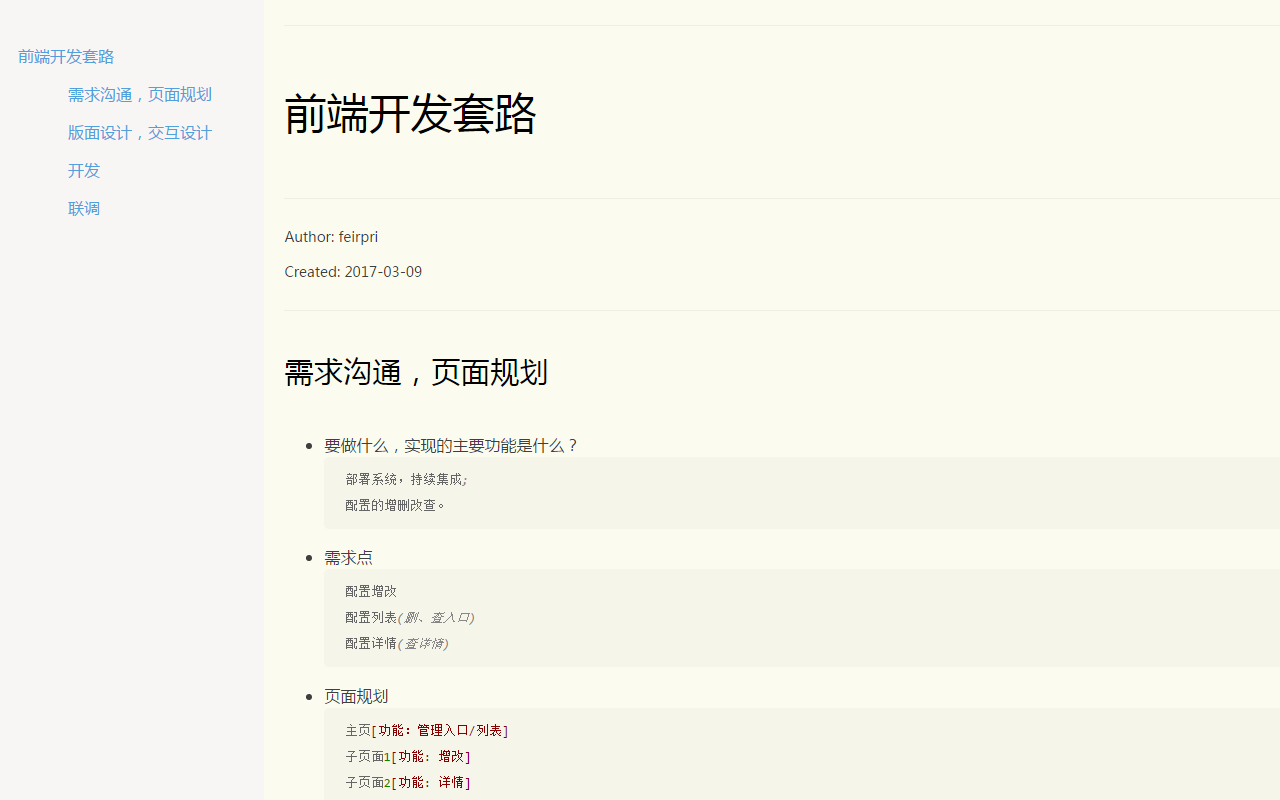 前端开发套路
需求沟通，页面规划
版面设计，交互设计
开发
联调
前端开发套路
Author: feirpri
Created: 2017-03-09
需求沟通，页面规划
要做什么，实现的主要功能是什么？
部署系统，持续集成;
配置的增删改查。
需求点
配置增改
配置列表(删、查入口)
配置详情(查详情)
页面规划
主页[功能：管理入口/列表]
子页面1[功能: 增改]
子页面2[功能: 详情]